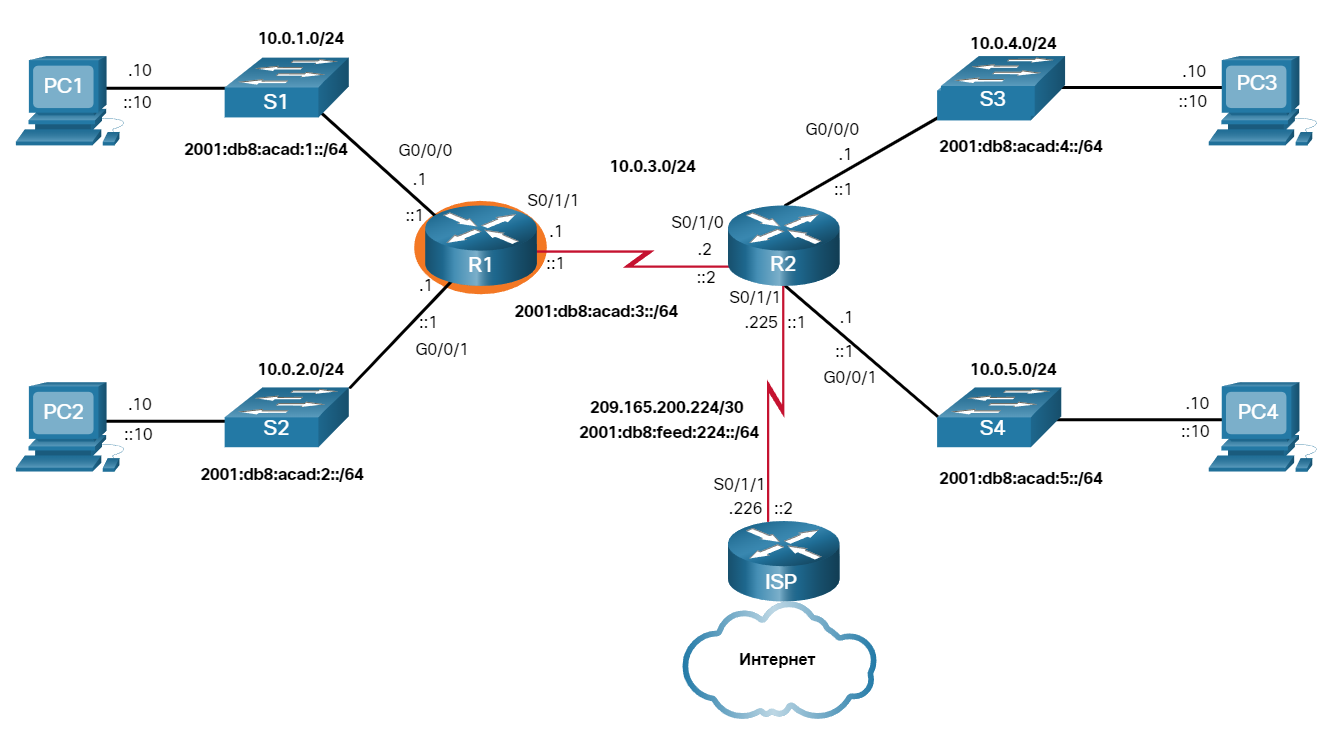 10.0.1.0/24
PC1
.10
::10
S1
2001:db8:acad:1::/64
G0/0/0
.1
::1
R1
S0/1/1
.1
::1
10.0.3.0/24
2001:db8:acad:3::/64
.1
::1
G0/0/1
10.0.2.0/24
PC2
.10
::10
S2
2001:db8:acad:2::/64
10.0.4.0/24
S3
.10
::10
PC3
2001:db8:acad:4::/64
G0/0/0
.1
::1
S0/1/0
.2
::2
R2
S0/1/1
.225
::1
.1
::1
G0/0/1
10.0.5.0/24
S4
.10
::10
PC4
2001:db8:acad:5::/64
209.165.200.224/30
2001:db8:feed:224::/64
S0/1/1
.226
::2
ISP
Интернет